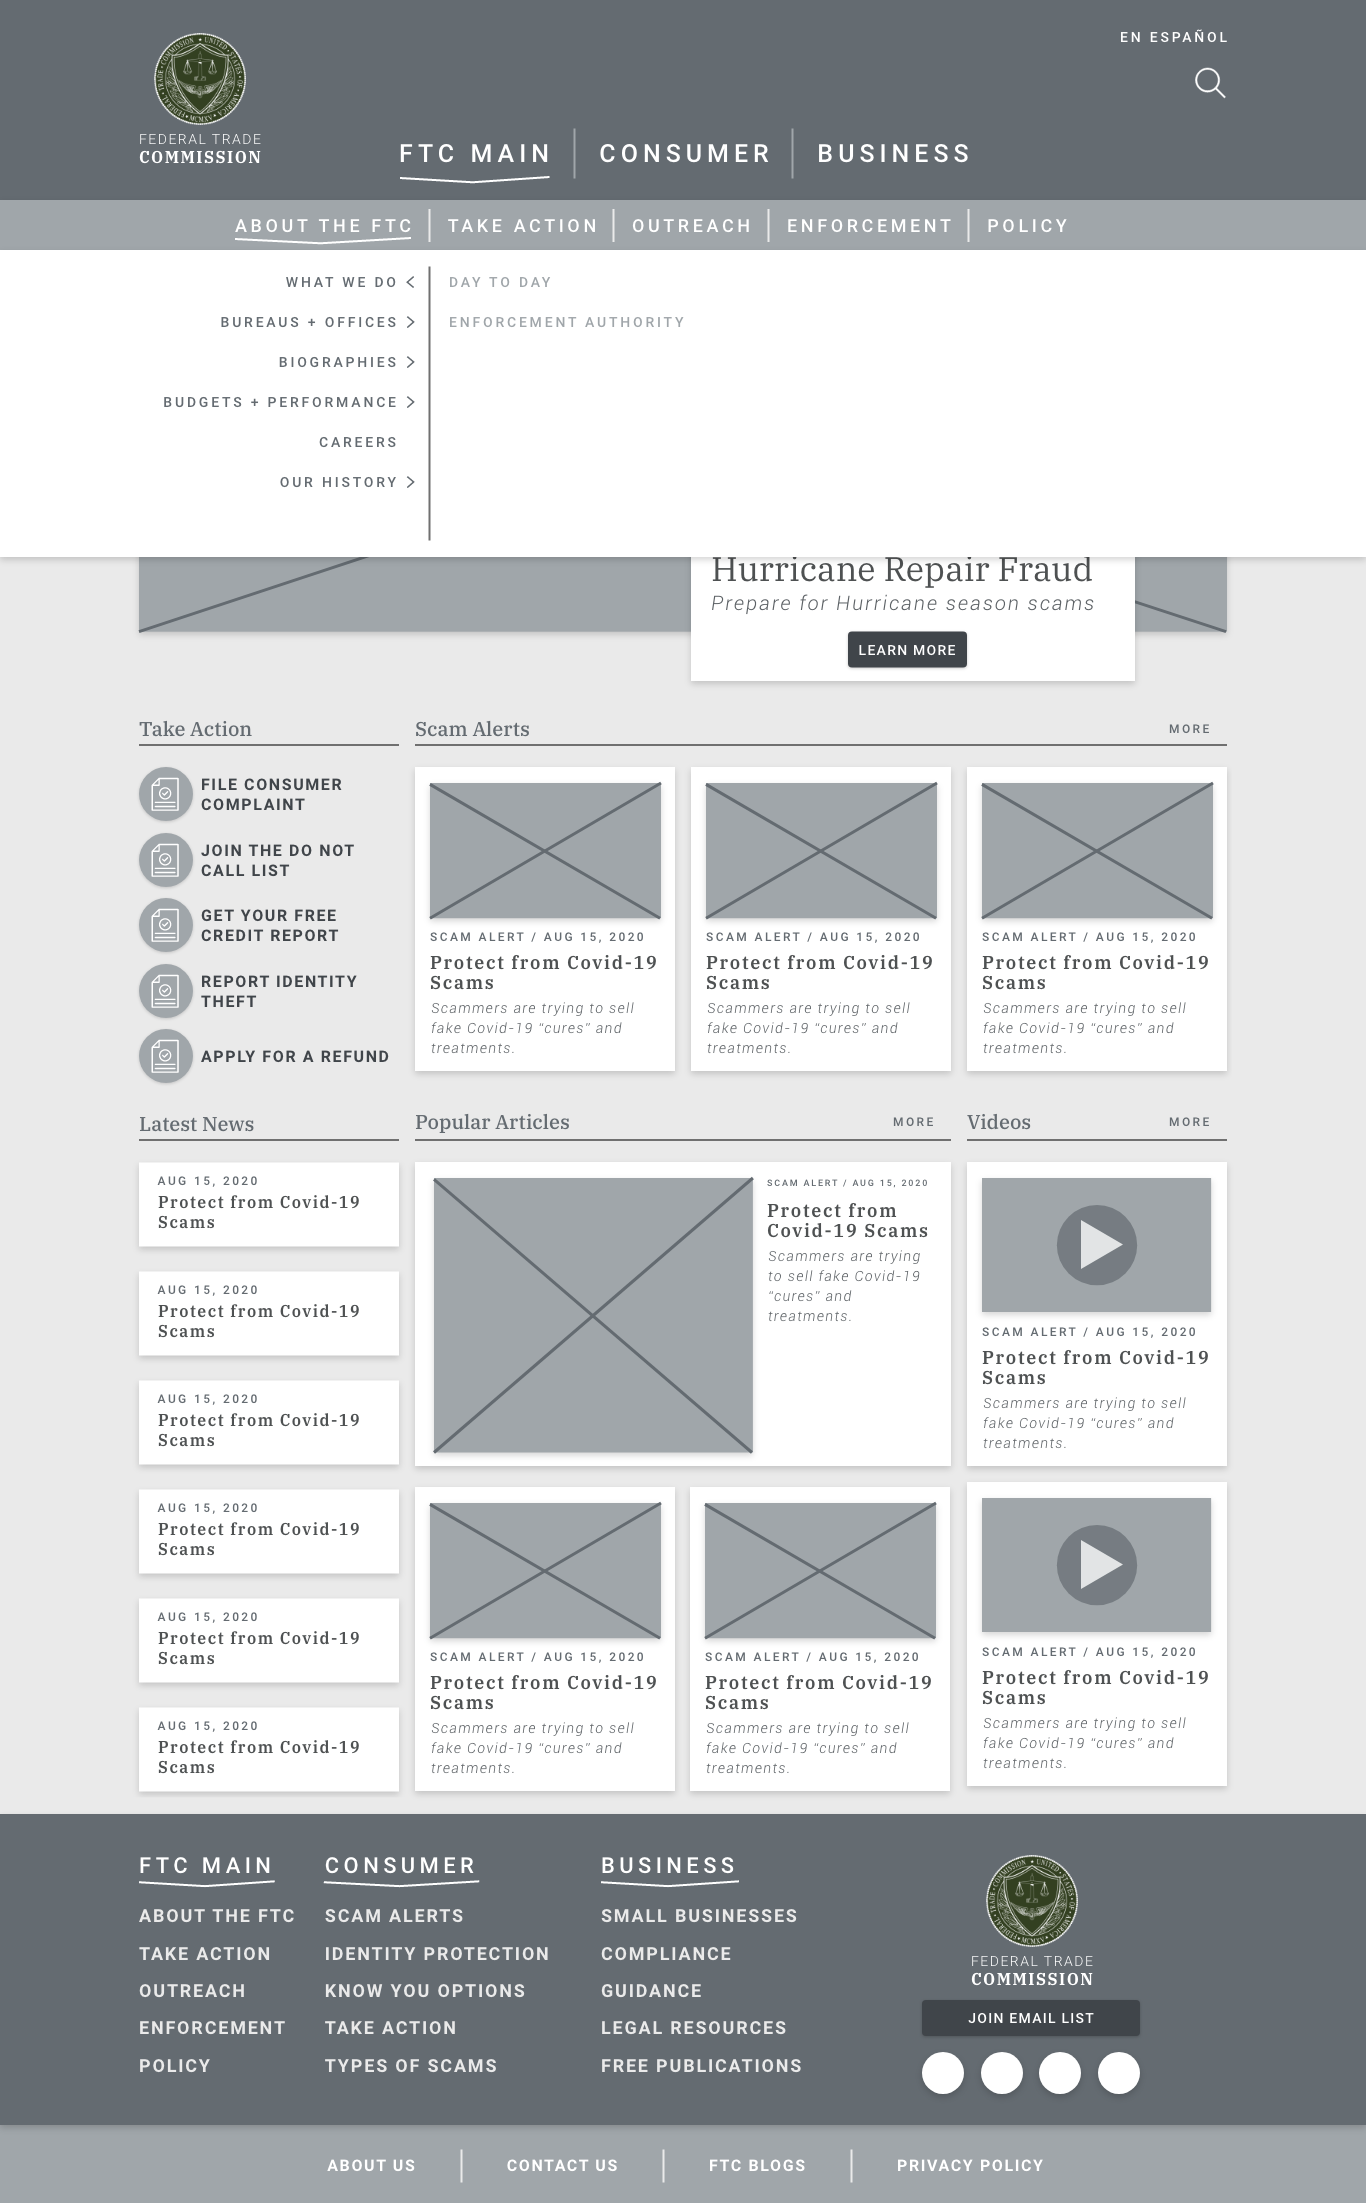 EN ESPAÑOL
FEDERAL TRADE
COMMISSION
FTC MAIN
CONSUMER
BUSINESS
ABOUT THE FTC
TAKE ACTION
OUTREACH
ENFORCEMENT
POLICY
WHAT WE DO
BUREAUS + OFFICES
BIOGRAPHIES
BUDGETS + PERFORMANCE
CAREERS
OUR HISTORY
DAY TO DAY
ENFORCEMENT AUTHORITY
Hurricane Repair Fraud
Prepare for Hurricane season scams
LEARN MORE
Take Action
FILE CONSUMER
COMPLAINT
JOIN THE DO NOT
CALL LIST
GET YOUR FREE
CREDIT REPORT
REPORT IDENTITY
THEFT
APPLY FOR A REFUND
Scam Alerts
MORE
SCAM ALERT / AUG 15, 2020
Protect from Covid-19
Scams
Scammers are trying to sell
fake Covid-19 “cures” and
treatments.
SCAM ALERT / AUG 15, 2020
Protect from Covid-19
Scams
Scammers are trying to sell
fake Covid-19 “cures” and
treatments.
SCAM ALERT / AUG 15, 2020
Protect from Covid-19
Scams
Scammers are trying to sell
fake Covid-19 “cures” and
treatments.
Latest News
AUG 15, 2020
Protect from Covid-19
Scams
AUG 15, 2020
Protect from Covid-19
Scams
AUG 15, 2020
Protect from Covid-19
Scams
AUG 15, 2020
Protect from Covid-19
Scams
AUG 15, 2020
Protect from Covid-19
Scams
AUG 15, 2020
Protect from Covid-19
Scams
Popular Articles
MORE
SCAM ALERT / AUG 15, 2020
Protect from
Covid-19 Scams
Scammers are trying
to sell fake Covid-19
“cures” and
treatments.
SCAM ALERT / AUG 15, 2020
Protect from Covid-19
Scams
Scammers are trying to sell
fake Covid-19 “cures” and
treatments.
SCAM ALERT / AUG 15, 2020
Protect from Covid-19
Scams
Scammers are trying to sell
fake Covid-19 “cures” and
treatments.
Videos
MORE
SCAM ALERT / AUG 15, 2020
Protect from Covid-19
Scams
Scammers are trying to sell
fake Covid-19 “cures” and
treatments.
SCAM ALERT / AUG 15, 2020
Protect from Covid-19
Scams
Scammers are trying to sell
fake Covid-19 “cures” and
treatments.
FTC MAIN
ABOUT THE FTC
TAKE ACTION
OUTREACH
ENFORCEMENT
POLICY
CONSUMER
SCAM ALERTS
IDENTITY PROTECTION
KNOW YOU OPTIONS
TAKE ACTION
TYPES OF SCAMS
BUSINESS
SMALL BUSINESSES
COMPLIANCE
GUIDANCE
LEGAL RESOURCES
FREE PUBLICATIONS
FEDERAL TRADE
COMMISSION
JOIN EMAIL LIST
ABOUT US
CONTACT US
FTC BLOGS
PRIVACY POLICY